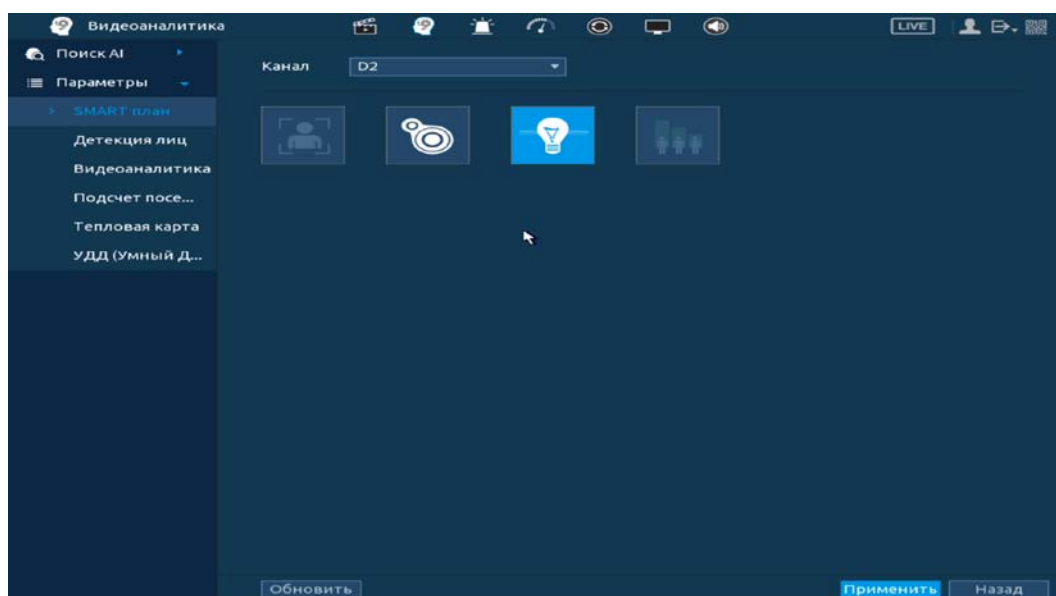 Видеоаналитика
LIVE
Поиск AI
Параметры
SMART план
Детекция лиц
Видеоаналитика
Подсчет посе...
Тепловая карта
УДД (Умный Д...
Канал
D2
Обновить
Применить
Назад